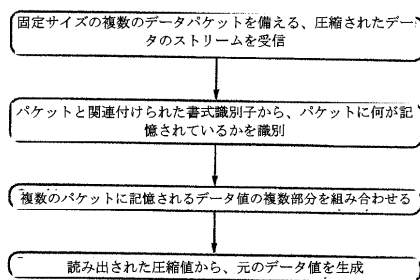 固定サイズの複数のデータパケットを備える、圧縮されたデー
タのストリームを受信
パケットと関連付けられた書式識別子から、パケットに何が記
憶されているかを識別
複数のパケットに記憶されるデータ値の複数部分を組み合わせる
読み出された圧縮値から、元のデータ値を生成